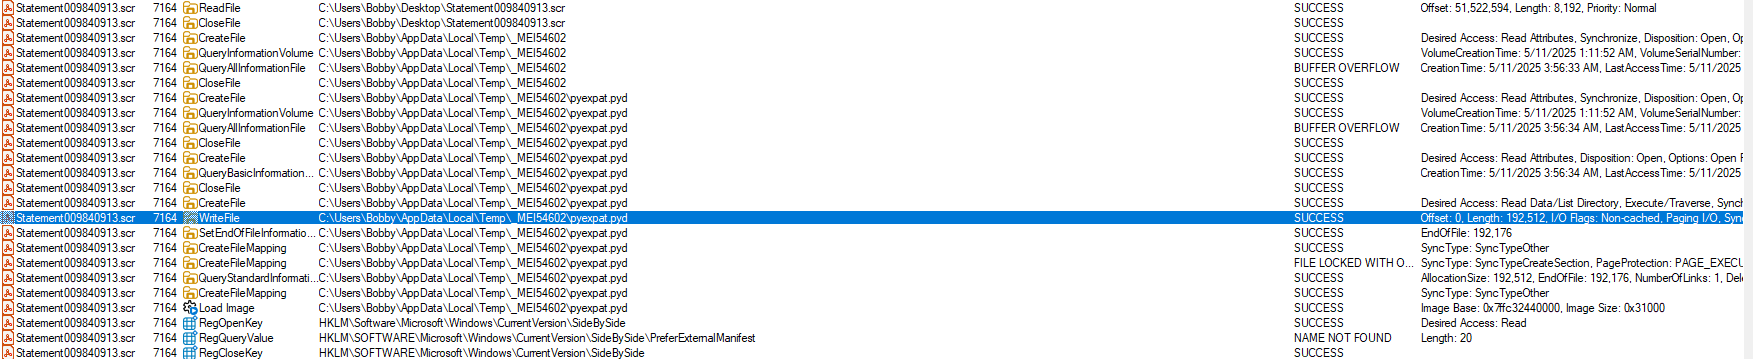 Statement009840913.scr 7164 ReadFile C:\Users\Bobby\Desktop\Statement009840913.scr SUCCESS Offset: 51,522,594, Length: 8,192, Priority: Normal
Statement009840913.scr 7164 CloseFile C:\Users\Bobby\Desktop\Statement009840913.scr SUCCESS
Statement009840913.scr 7164 CreateFile C:\Users\Bobby\AppData\Local\Temp\_MEI54602 SUCCESS Desired Access: Read Attributes, Synchronize, Disposition: Open, Op
Statement009840913.scr 7164 QueryInformationVolume C:\Users\Bobby\AppData\Local\Temp\_MEI54602 SUCCESS VolumeCreationTime: 5/11/2025 1:11:52 AM, VolumeSerialNumber:
Statement009840913.scr 7164 QueryAllInformationFile C:\Users\Bobby\AppData\Local\Temp\_MEI54602 BUFFER OVERFLOW CreationTime: 5/11/2025 3:56:33 AM, LastAccessTime: 5/11/2025
Statement009840913.scr 7164 CloseFile C:\Users\Bobby\AppData\Local\Temp\_MEI54602 SUCCESS
Statement009840913.scr 7164 CreateFile C:\Users\Bobby\AppData\Local\Temp\_MEI54602\pyexpat.pyd SUCCESS Desired Access: Read Attributes, Synchronize, Disposition: Open, Op
Statement009840913.scr 7164 QueryInformationVolume C:\Users\Bobby\AppData\Local\Temp\_MEI54602\pyexpat.pyd SUCCESS VolumeCreationTime: 5/11/2025 1:11:52 AM, VolumeSerialNumber:
Statement009840913.scr 7164 QueryAllInformationFile C:\Users\Bobby\AppData\Local\Temp\_MEI54602\pyexpat.pyd BUFFER OVERFLOW CreationTime: 5/11/2025 3:56:34 AM, LastAccessTime: 5/11/2025
Statement009840913.scr 7164 CloseFile C:\Users\Bobby\AppData\Local\Temp\_MEI54602\pyexpat.pyd SUCCESS
Statement009840913.scr 7164 CreateFile C:\Users\Bobby\AppData\Local\Temp\_MEI54602\pyexpat.pyd SUCCESS Desired Access: Read Attributes, Disposition: Open, Options: Open F
Statement009840913.scr 7164 QueryBasicInformation... C:\Users\Bobby\AppData\Local\Temp\_MEI54602\pyexpat.pyd SUCCESS CreationTime: 5/11/2025 3:56:34 AM, LastAccessTime: 5/11/2025
Statement009840913.scr 7164 CloseFile C:\Users\Bobby\AppData\Local\Temp\_MEI54602\pyexpat.pyd SUCCESS
Statement009840913.scr 7164 CreateFile C:\Users\Bobby\AppData\Local\Temp\_MEI54602\pyexpat.pyd SUCCESS Desired Access: Read Data/List Directory, Execute/Traverse, Synch
Statement009840913.scr 7164 WriteFile C:\Users\Bobby\AppData\Local\Temp\_MEI54602\pyexpat.pyd SUCCESS Offset: 0, Length: 192,512, I/O Flags: Non-cached, Paging I/O, Syn
Statement009840913.scr 7164 SetEndOfFileInformatio... C:\Users\Bobby\AppData\Local\Temp\_MEI54602\pyexpat.pyd SUCCESS EndOfFile: 192,176
Statement009840913.scr 7164 CreateFileMapping C:\Users\Bobby\AppData\Local\Temp\_MEI54602\pyexpat.pyd SUCCESS SyncType: SyncTypeOther
Statement009840913.scr 7164 CreateFileMapping C:\Users\Bobby\AppData\Local\Temp\_MEI54602\pyexpat.pyd FILE LOCKED WITH O... SyncType: SyncTypeCreateSection, PageProtection: PAGE_EXECU
Statement009840913.scr 7164 QueryStandardInformati... C:\Users\Bobby\AppData\Local\Temp\_MEI54602\pyexpat.pyd SUCCESS AllocationSize: 192,512, EndOfFile: 192,176, NumberOfLinks: 1, Dele
Statement009840913.scr 7164 CreateFileMapping C:\Users\Bobby\AppData\Local\Temp\_MEI54602\pyexpat.pyd SUCCESS SyncType: SyncTypeOther
Statement009840913.scr 7164 Load Image C:\Users\Bobby\AppData\Local\Temp\_MEI54602\pyexpat.pyd SUCCESS Image Base: 0x7ffc32440000, Image Size: 0x31000
Statement009840913.scr 7164 RegOpenKey HKLM\Software\Microsoft\Windows\CurrentVersion\SideBySide SUCCESS Desired Access: Read
Statement009840913.scr 7164 RegQueryValue HKLM\SOFTWARE\Microsoft\Windows\CurrentVersion\SideBySide\PreferExternalManifest NAME NOT FOUND Length: 20
Statement009840913.scr 7164 RegCloseKey HKLM\SOFTWARE\Microsoft\Windows\CurrentVersion\SideBySide SUCCESS